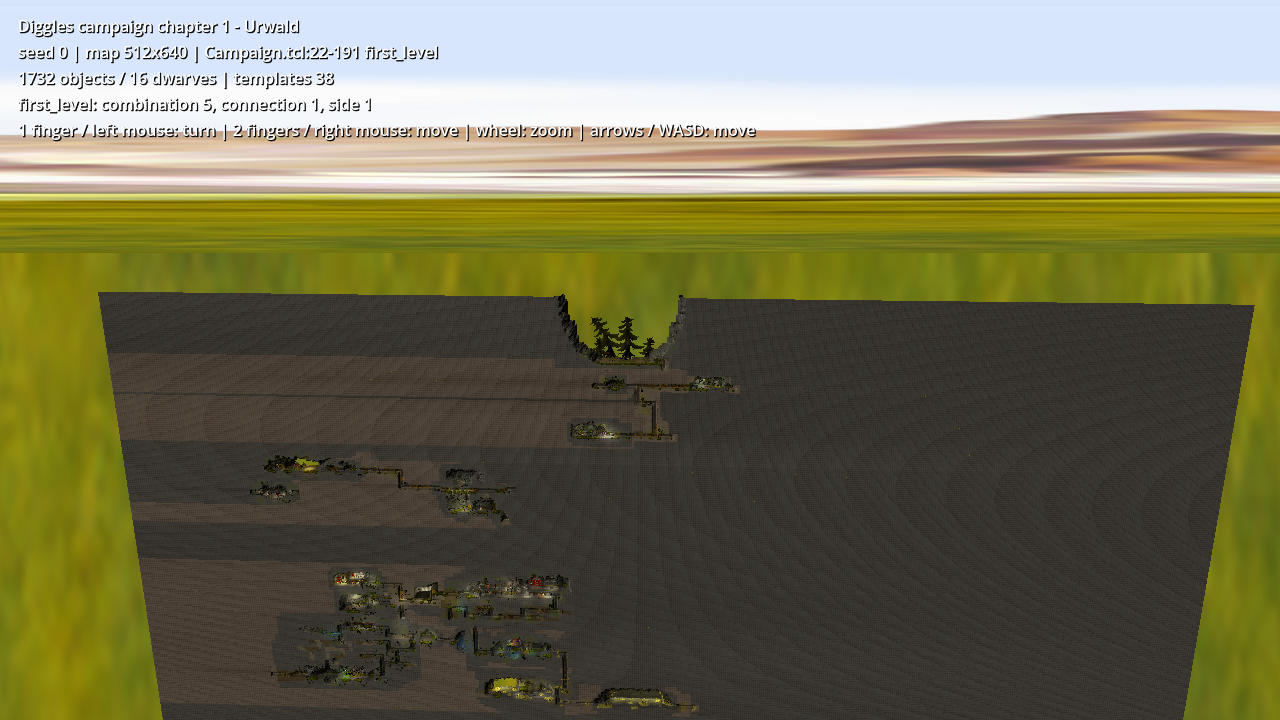 Diggles campaign chapter 1 - Urwald
seed 0 | map 512x640 | Campaign.tcl:22-191 first_level
1732 objects / 16 dwarves | templates 38
first_level: combination 5, connection 1, side 1
1 finger / left mouse: turn | 2 fingers / right mouse: move | wheel: zoom | arrows / WASD: move